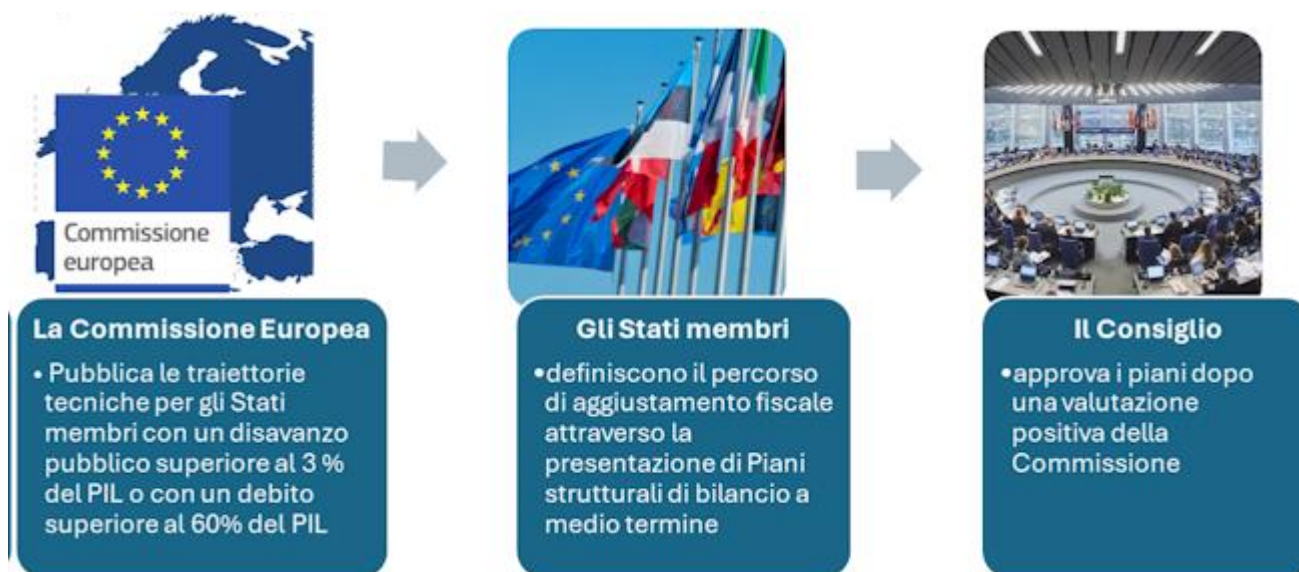 Commissione
europea
La Commissione Europea
• Pubblica le traiettorie
tecniche per gli Stati
membri con un disavanzo
pubblico superiore al 3 %
del PIL o con un debito
superiore al 60% del PIL
Gli Stati membri
•definiscono il percorso
di aggiustamento fiscale
attraverso la
presentazione di Piani
strutturali di bilancio a
medio termine
Il Consiglio
•approva i piani dopo
una valutazione
positiva della
Commissione